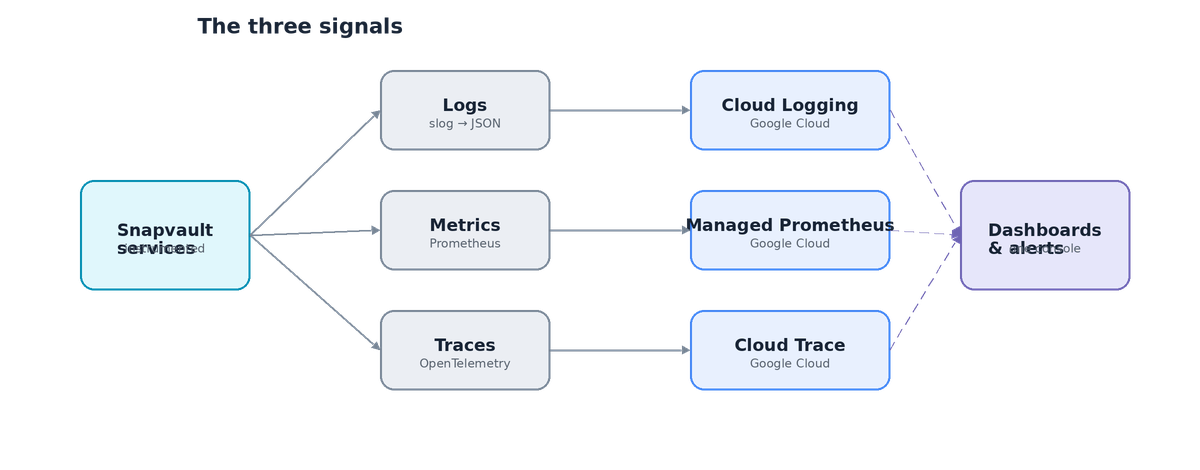 The three signals
Logs
slog → JSON
Cloud Logging
Google Cloud
Snapvault
services
Metrics
Prometheus
Managed Prometheus
Google Cloud
Dashboards
& alerts
console
Traces
OpenTelemetry
Cloud Trace
Google Cloud